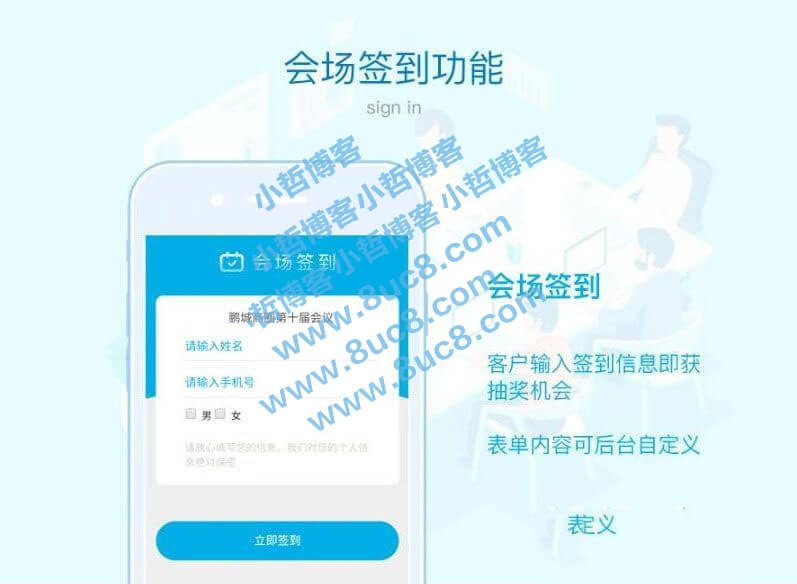 会场签到功能
sign in
小哲博客
小哲博客小哲博客
小哲博客小哲博客
www.8uc8.com
www.8uc8.com
www.8uc8.com
会场签到
鹏城商圈第十届会议
请输入姓名
请输入手机号
男 女
请放心填写您的信息，我们对您的个人信
息绝对保密
立即签到
会场签到
客户输入签到信息即获
抽奖机会
表单内容可后台自定义
表定义